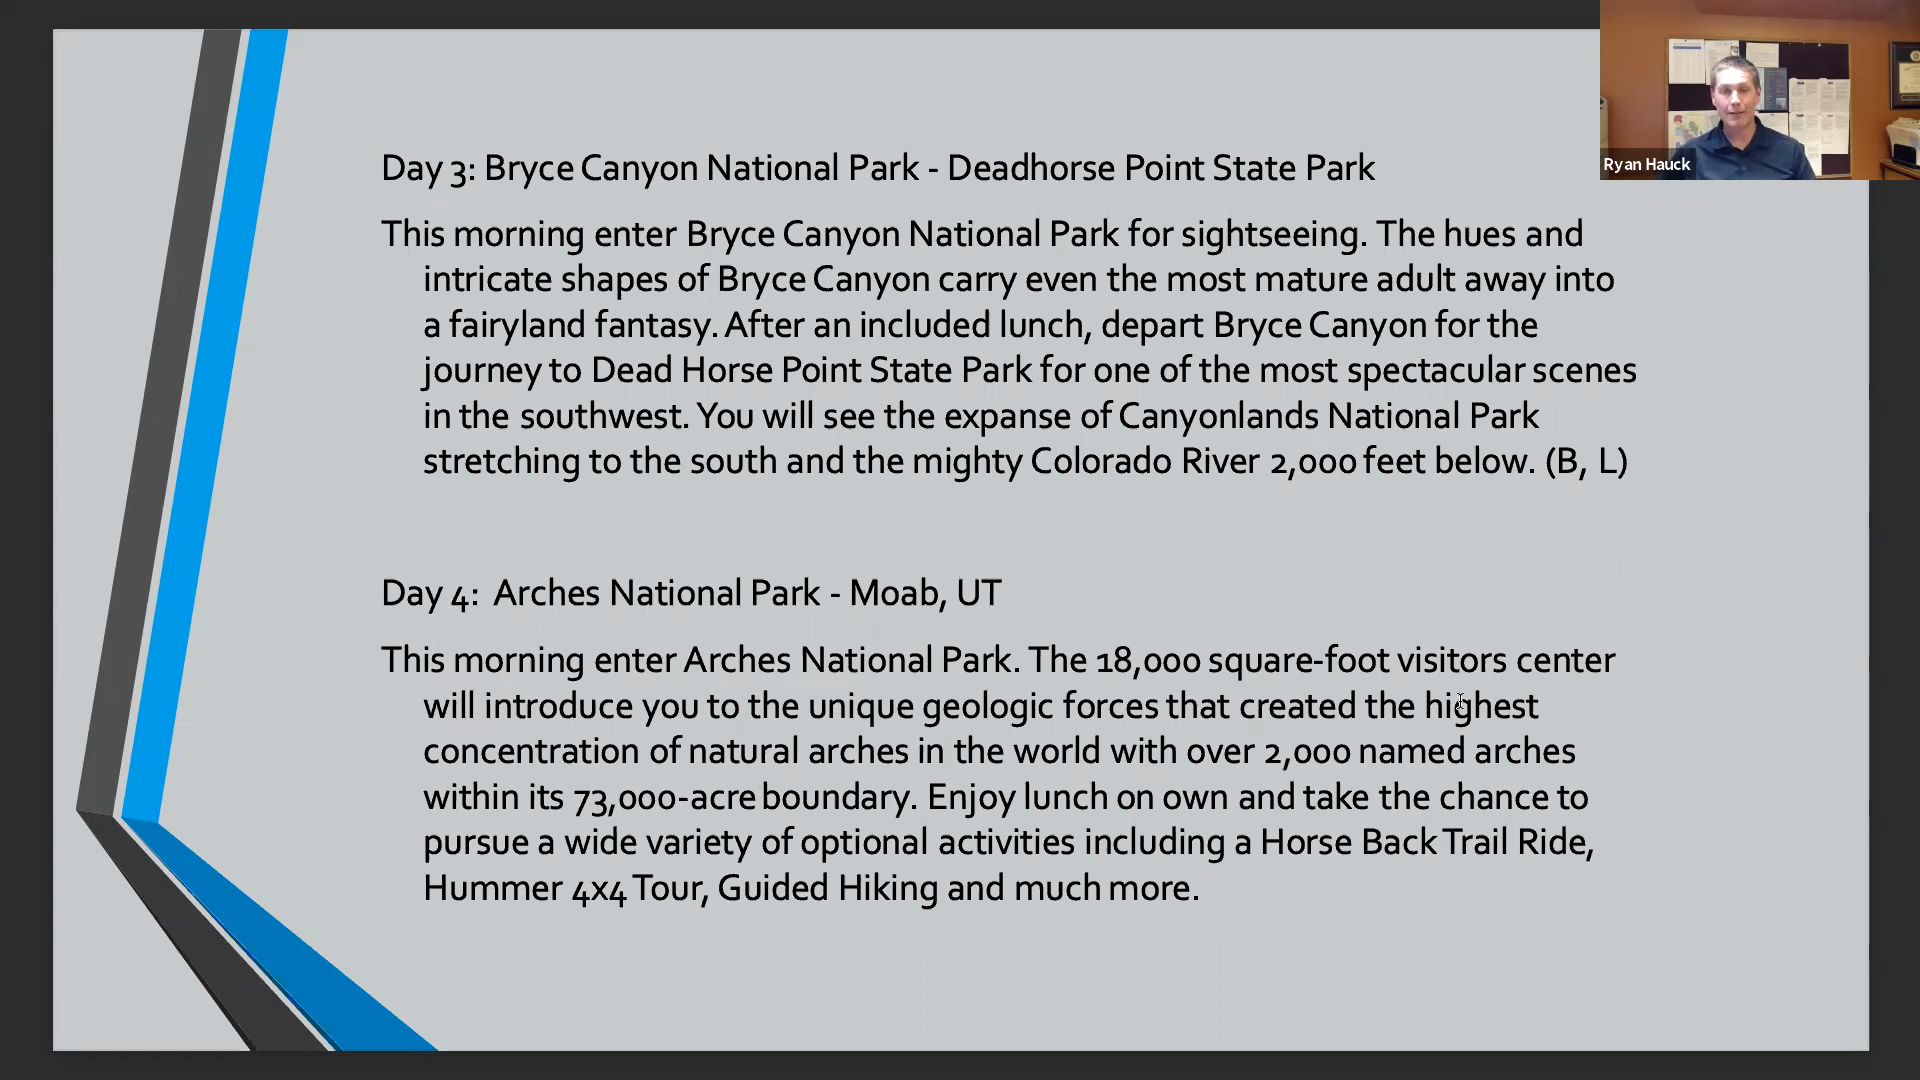 Day 3: Bryce Canyon National Park - Deadhorse Point State Park
This morning enter Bryce Canyon National Park for sightseeing. The hues and
intricate shapes of Bryce Canyon carry even the most mature adult away into
a fairyland fantasy. After an included lunch, depart Bryce Canyon for the
journey to Dead Horse Point State Park for one of the most spectacular scenes
in the southwest. You will see the expanse of Canyonlands National Park
stretching to the south and the mighty Colorado River 2,000 feet below. (B, L)
Day 4: Arches National Park - Moab, UT
This morning enter Arches National Park. The 18,000 square-foot visitors center
will introduce you to the unique geologic forces that created the highest
concentration of natural arches in the world with over 2,000 named arches
within its 73,000-acre boundary. Enjoy lunch on own and take the chance to
pursue a wide variety of optional activities including a Horse Back Trail Ride,
Hummer 4x4 Tour, Guided Hiking and much more.
Ryan Hauck